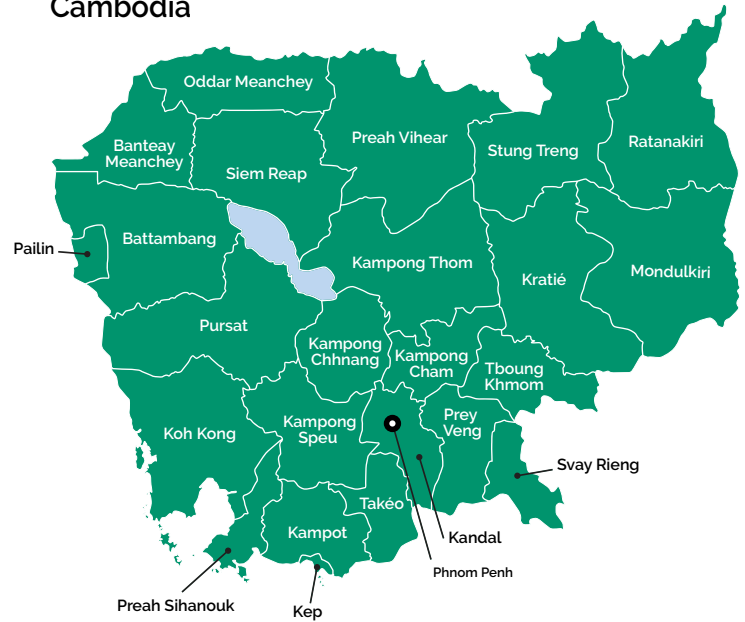 Cambodia
Oddar Meanchey
Banteay
Meanchey
Siem Reap
Preah Vihear
Stung Treng
Ratanakiri
Pailin
Battambang
Kampong Thom
Kratié
Mondulkiri
Pursat
Kampong
Chhnang
Kampong
Cham
Tboung
Khmom
Koh Kong
Kampong
Speu
Prey
Veng
Svay Rieng
Takéo
Kampot
Kandal
Phnom Penh
Preah Sihanouk
Kep